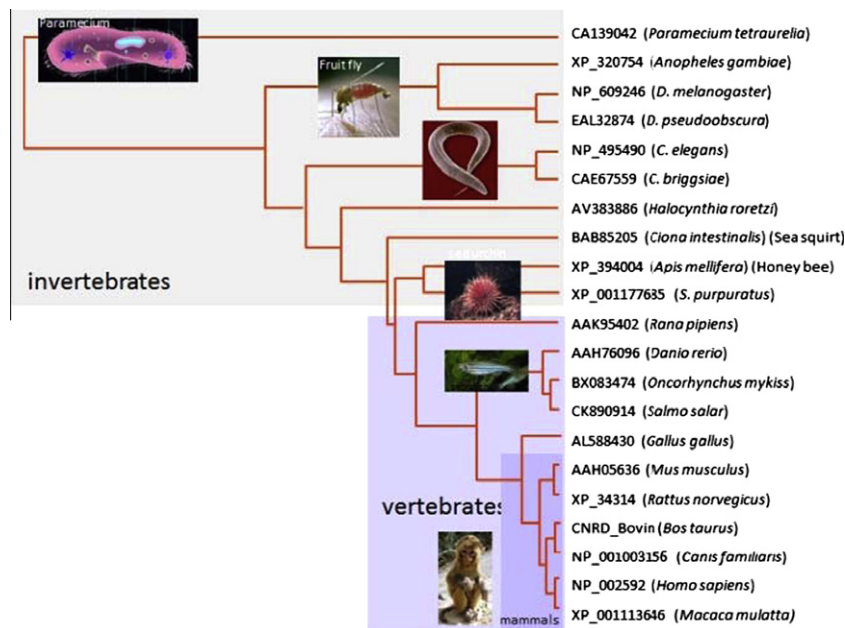 Paramecium
CA139042 (Paramecium tetraurelia)
Fruit fly
XP_320754 (Anopheles gambiae)
NP_609246 (D. melanogaster)
EAL32874 (D. pseudoobscura)
NP_495490 (C. elegans)
CAE67559 (C. briggsiae)
AV383886 (Halocynthia roretzi)
BAB85205 (Ciona intestinalis) (Sea squirt)
XP_394004 (Apis mellifera) (Honey bee)
invertebrates
XP_001177635 (S. purpuratus)
AAK95402 (Rana pipiens)
AAH76096 (Danio rerio)
BX083474 (Oncorhynchus mykiss)
CK890914 (Salmo salar)
AL588430 (Gallus gallus)
AAH05636 (Mus musculus)
XP_34314 (Rattus norvegicus)
vertebrates
CNRD_Bovin (Bos taurus)
NP_001003156 (Canis familiaris)
NP_002592 (Homo sapiens)
XP_001113646 (Macaca mulatta)
mammals